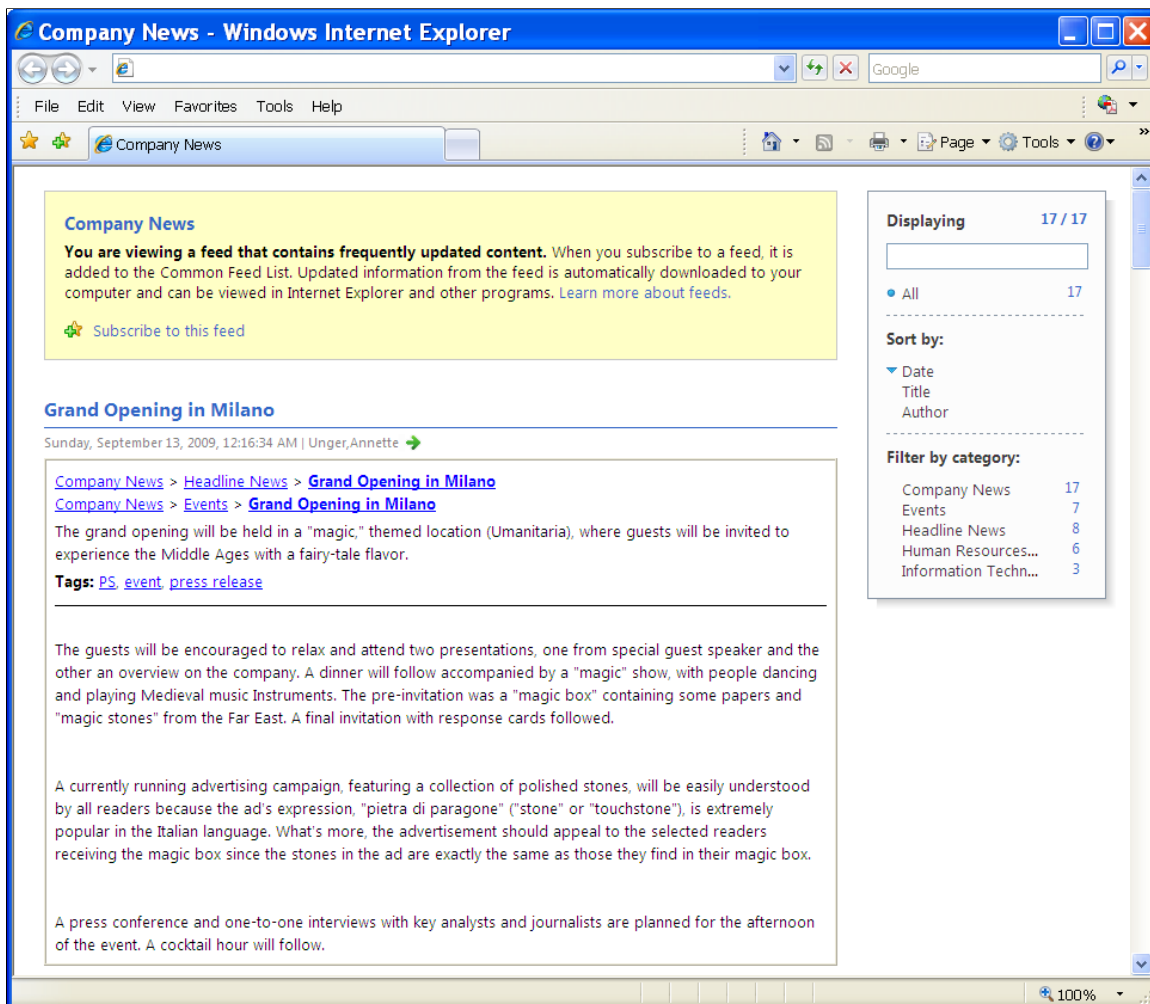 Company News - Windows Internet Explorer
Google
File Edit View Favorites Tools Help
Company News
Page Tools
»
Company News
You are viewing a feed that contains frequently updated content. When you subscribe to a feed, it is
added to the Common Feed List. Updated information from the feed is automatically downloaded to your
computer and can be viewed in Internet Explorer and other programs. Learn more about feeds.
Subscribe to this feed
Grand Opening in Milano
Sunday, September 13, 2009, 12:16:34 AM | Unger,Annette
Company News > Headline News > Grand Opening in Milano
Company News > Events > Grand Opening in Milano
The grand opening will be held in a "magic," themed location (Umanitaria), where guests will be invited to
experience the Middle Ages with a fairy-tale flavor.
Tags: PS, event, press release
The guests will be encouraged to relax and attend two presentations, one from special guest speaker and the
other an overview on the company. A dinner will follow accompanied by a "magic" show, with people dancing
and playing Medieval music Instruments. The pre-invitation was a "magic box" containing some papers and
"magic stones" from the Far East. A final invitation with response cards followed.
A currently running advertising campaign, featuring a collection of polished stones, will be easily understood
by all readers because the ad's expression, "pietra di paragone" ("stone" or "touchstone"), is extremely
popular in the Italian language. What's more, the advertisement should appeal to the selected readers
receiving the magic box since the stones in the ad are exactly the same as those they find in their magic box.
A press conference and one-to-one interviews with key analysts and journalists are planned for the afternoon
of the event. A cocktail hour will follow.
Displaying 17 / 17
All 17
Sort by:
Date
Title
Author
Filter by category:
Company News 17
Events 7
Headline News 8
Human Resources... 6
Information Techn... 3
100%